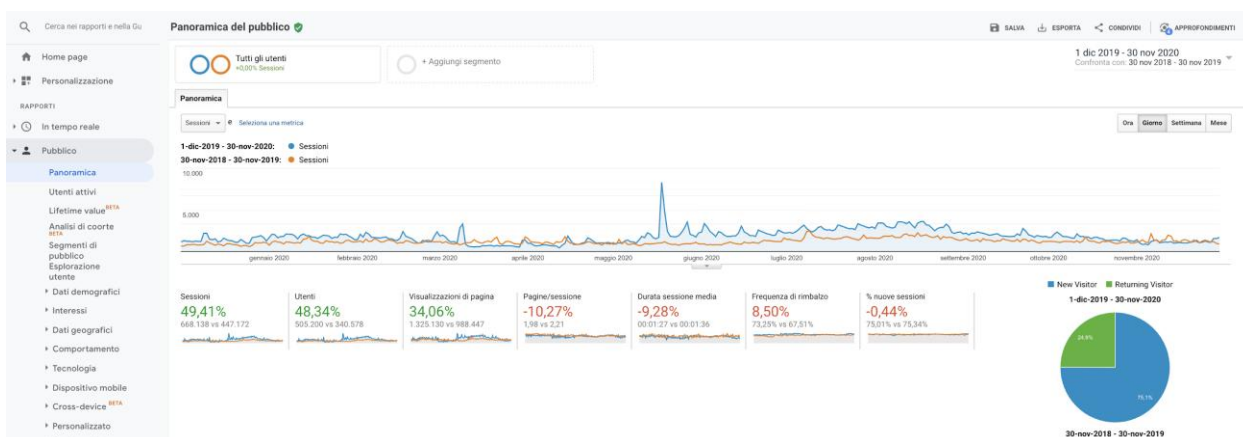 Cerca nei rapporti e nella Gu
Panoramica del pubblico
SALVA
ESPORTA
CONDIVIDI
APPROFONDIMENTI
Home page
Personalizzazione
RAPPORTI
In tempo reale
Pubblico
Panoramica
Utenti attivi
Lifetime value BETA
Analisi di coorte
BETA
Segmenti di
pubblico
Esplorazione
utente
Dati demografici
Interessi
Dati geografici
Comportamento
Tecnologia
Dispositivo mobile
Cross-device BETA
Personalizzato
Tutti gli utenti
+0,00% Sessioni
+ Aggiungi segmento
1 dic 2019 - 30 nov 2020
Confronta con: 30 nov 2018 - 30 nov 2019
Panoramica
Sessioni e Seleziona una metrica
Ora Giorno Settimana Mese
1-dic-2019 - 30-nov-2020: Sessioni
30-nov-2018 - 30-nov-2019: Sessioni
10.000
5.000
gennaio 2020 febbraio 2020 marzo 2020 aprile 2020 maggio 2020 giugno 2020 luglio 2020 agosto 2020 settembre 2020 ottobre 2020 novembre 2020
Sessioni
49,41%
668.138 vs 447.172
Utenti
48,34%
505.200 vs 340.578
Visualizzazioni di pagina
34,06%
1.325.130 vs 988.447
Pagine/sessione
-10,27%
1,98 vs 2,21
Durata sessione media
-9,28%
00:01:27 vs 00:01:36
Frequenza di rimbalzo
8,50%
73,25% vs 67,51%
% nuove sessioni
-0,44%
75,01% vs 75,34%
New Visitor Returning Visitor
1-dic-2019 - 30-nov-2020
24,9%
75,1%
30-nov-2018 - 30-nov-2019